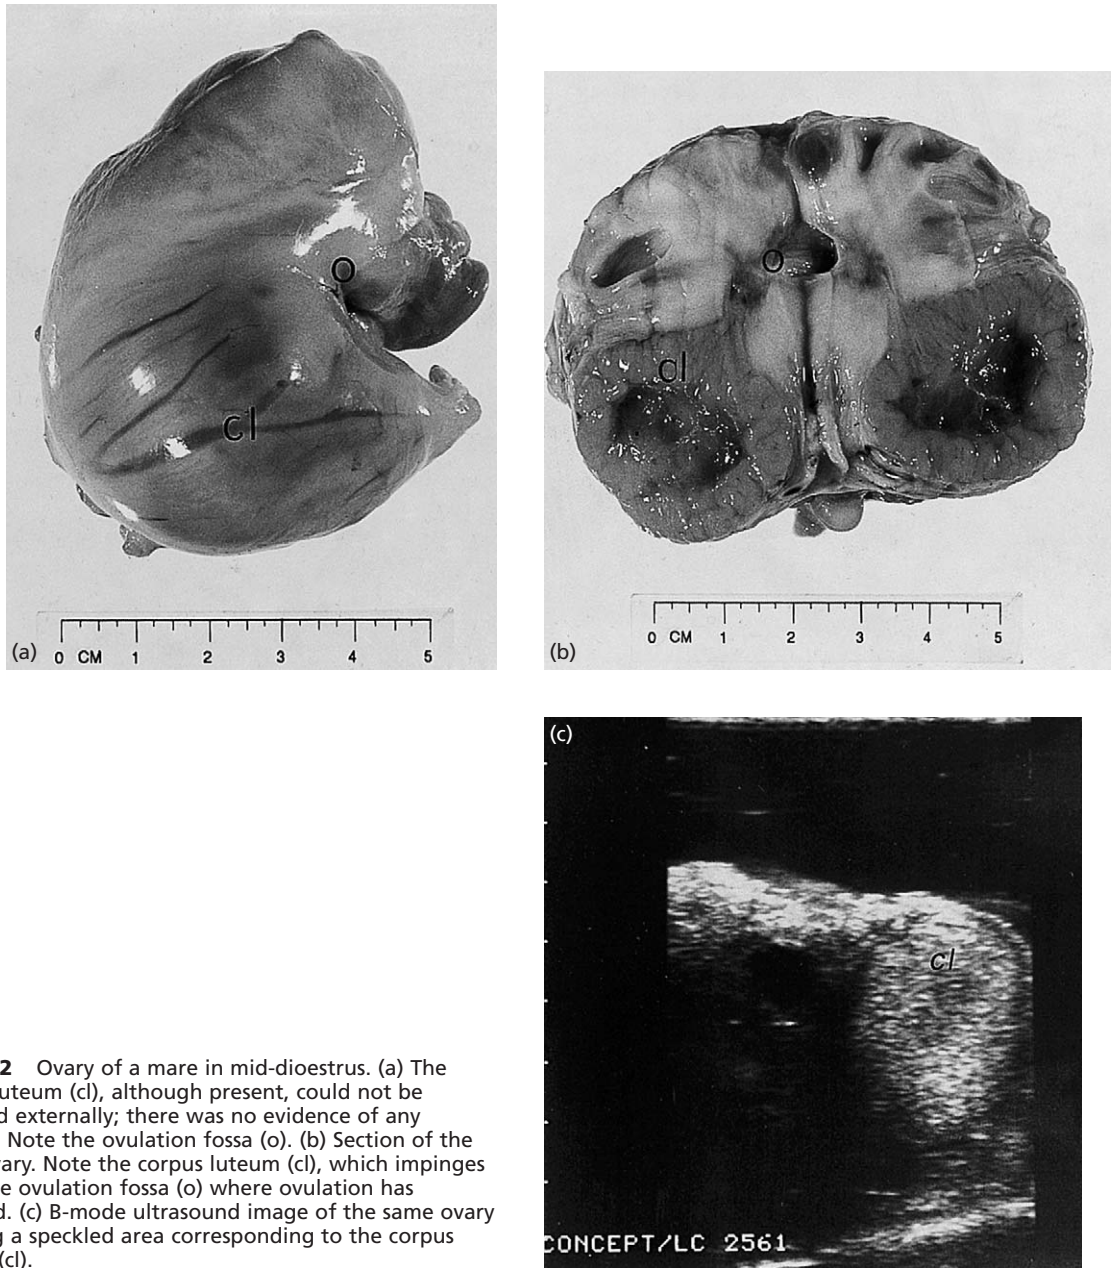 o
cl
(a)
0 CM 1 2 3 4 5
o
cl
(b)
0 CM 1 2 3 4 5
(c)
cl
CONCEPT/LC 2561
2 Ovary of a mare in mid-dioestrus. (a) The
uteum (cl), although present, could not be
d externally; there was no evidence of any
Note the ovulation fossa (o). (b) Section of the
ary. Note the corpus luteum (cl), which impinges
e ovulation fossa (o) where ovulation has
d. (c) B-mode ultrasound image of the same ovary
g a speckled area corresponding to the corpus
(cl).